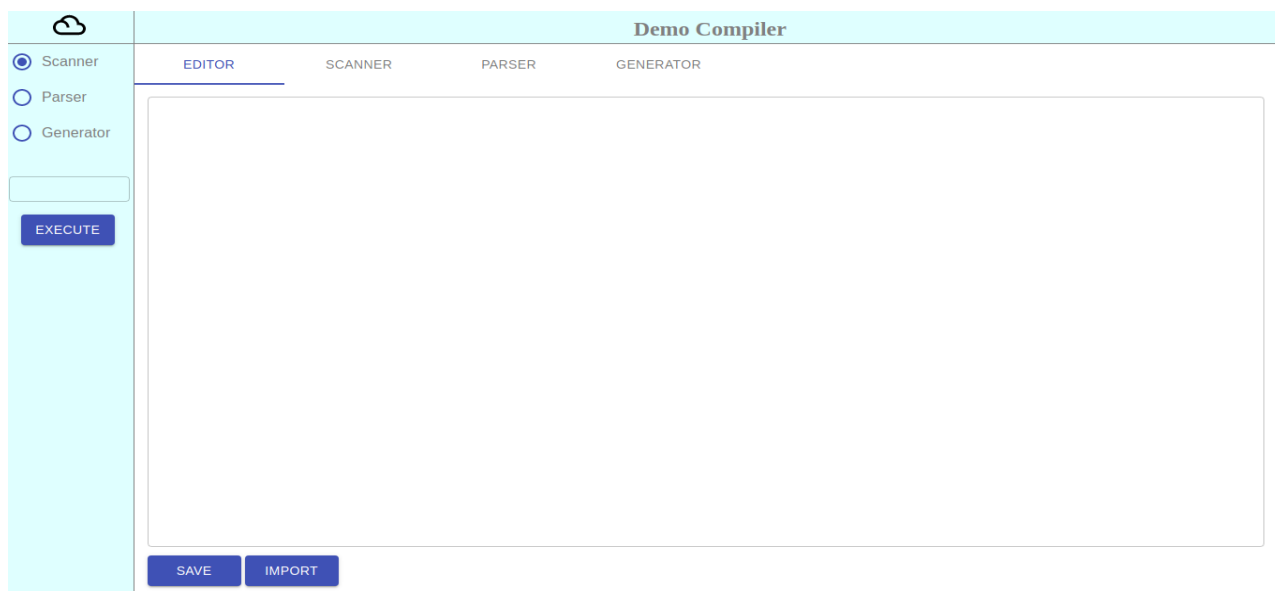 Demo Compiler
Scanner
Parser
Generator
EXECUTE
EDITOR SCANNER PARSER GENERATOR
SAVE IMPORT